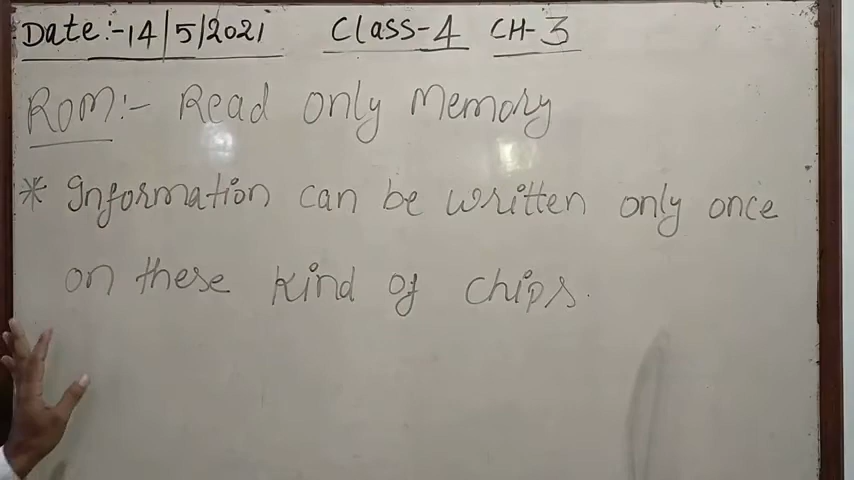 Date:-14/5/2021 Class-4 CH-3
ROM:- Read only Memory
* Information can be written only once
on these kind of chips.